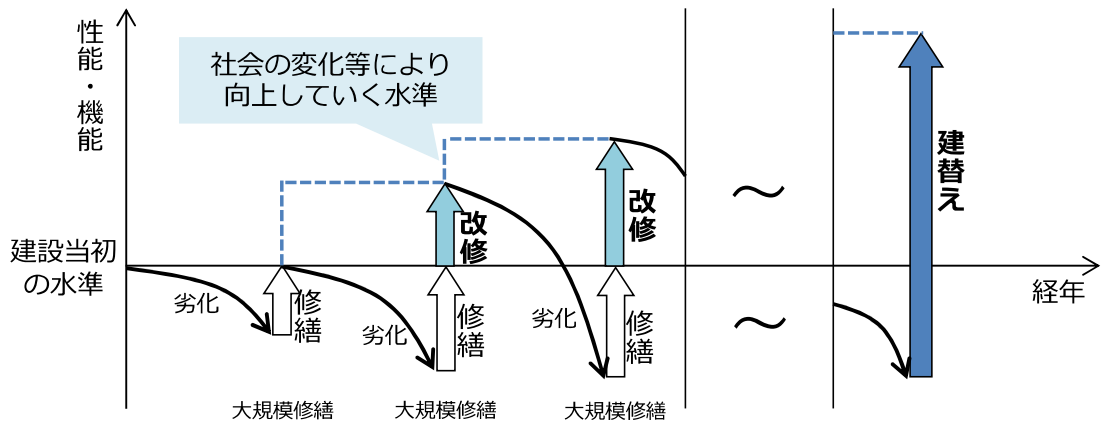 性能・機能
社会の変化等により
向上していく水準
建設当初
の水準
劣化
修繕
劣化
改修
修繕
劣化
改修
修繕
～
～
建替え
経年
大規模修繕
大規模修繕
大規模修繕